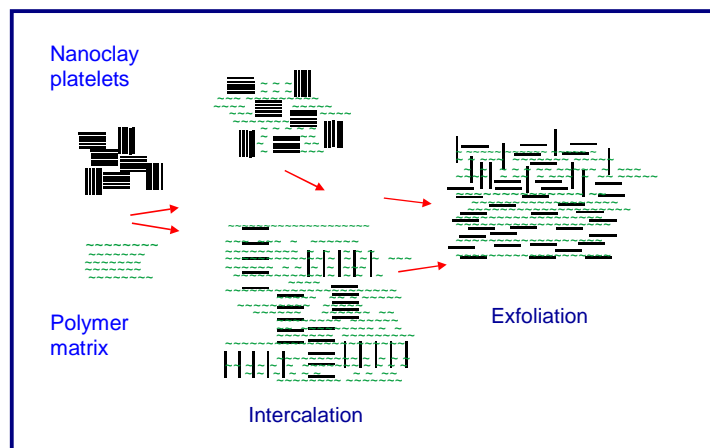 Nanoclay
platelets
Polymer
matrix
Intercalation
Exfoliation